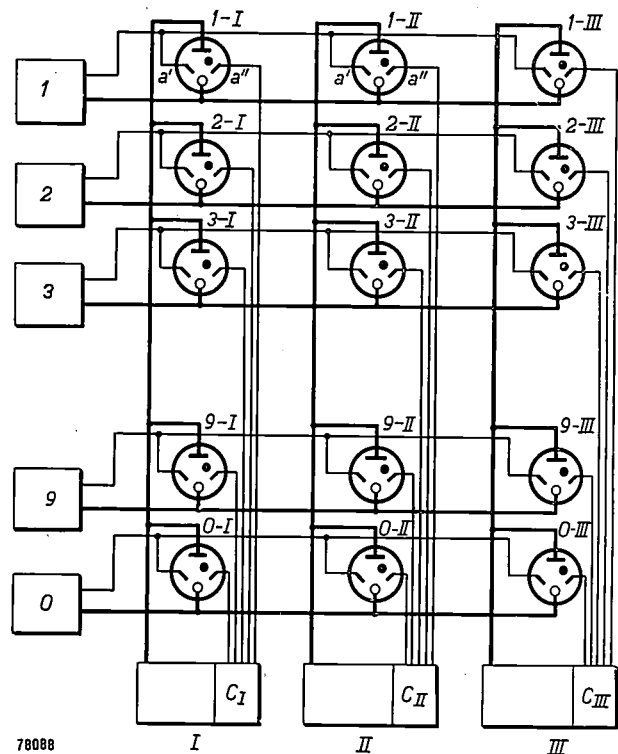 1-I 1-II 1-III
1 a' a'' a' a''
2-I 2-II 2-III
2
3-I 3-II 3-III
3
9-I 9-II 9-III
9
0-I 0-II 0-III
0
C_I C_II C_III
78088 I II III